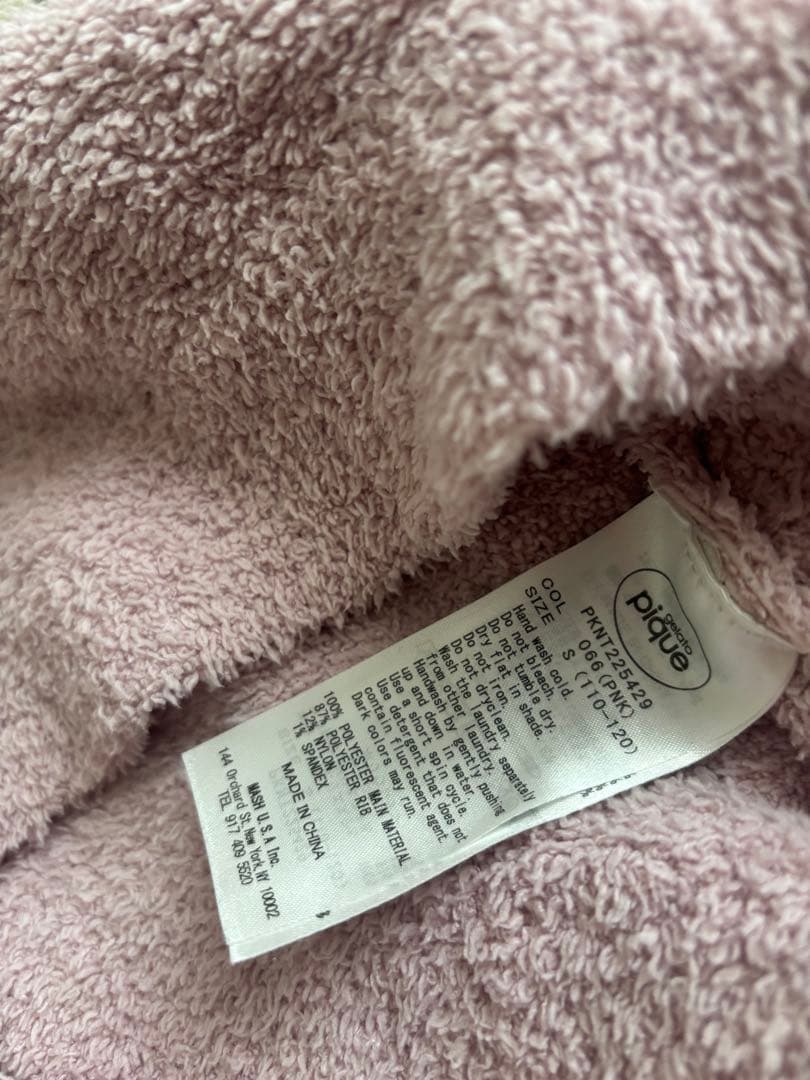 gelato
pique
PKNT225429
COL 066 (PNK)
SIZE S (110-120)
Hand wash cold.
Do not bleach.
Do not tumble dry.
Dry flat in shade.
Do not iron.
Do not dryclean.
Wash the laundry separately
from other laundry.
Handwash by gently pushing
up and down in water.
Use a short spin cycle.
Use detergent that does not
contain fluorescent agent.
Dark colors may run.
100% POLYESTER MAIN MATERIAL
87% POLYESTER RIB
12% NYLON
1% SPANDEX
MADE IN CHINA
MASH U.S.A Inc.
144 Orchard St, New York, NY 10002
TEL 917 409 5520